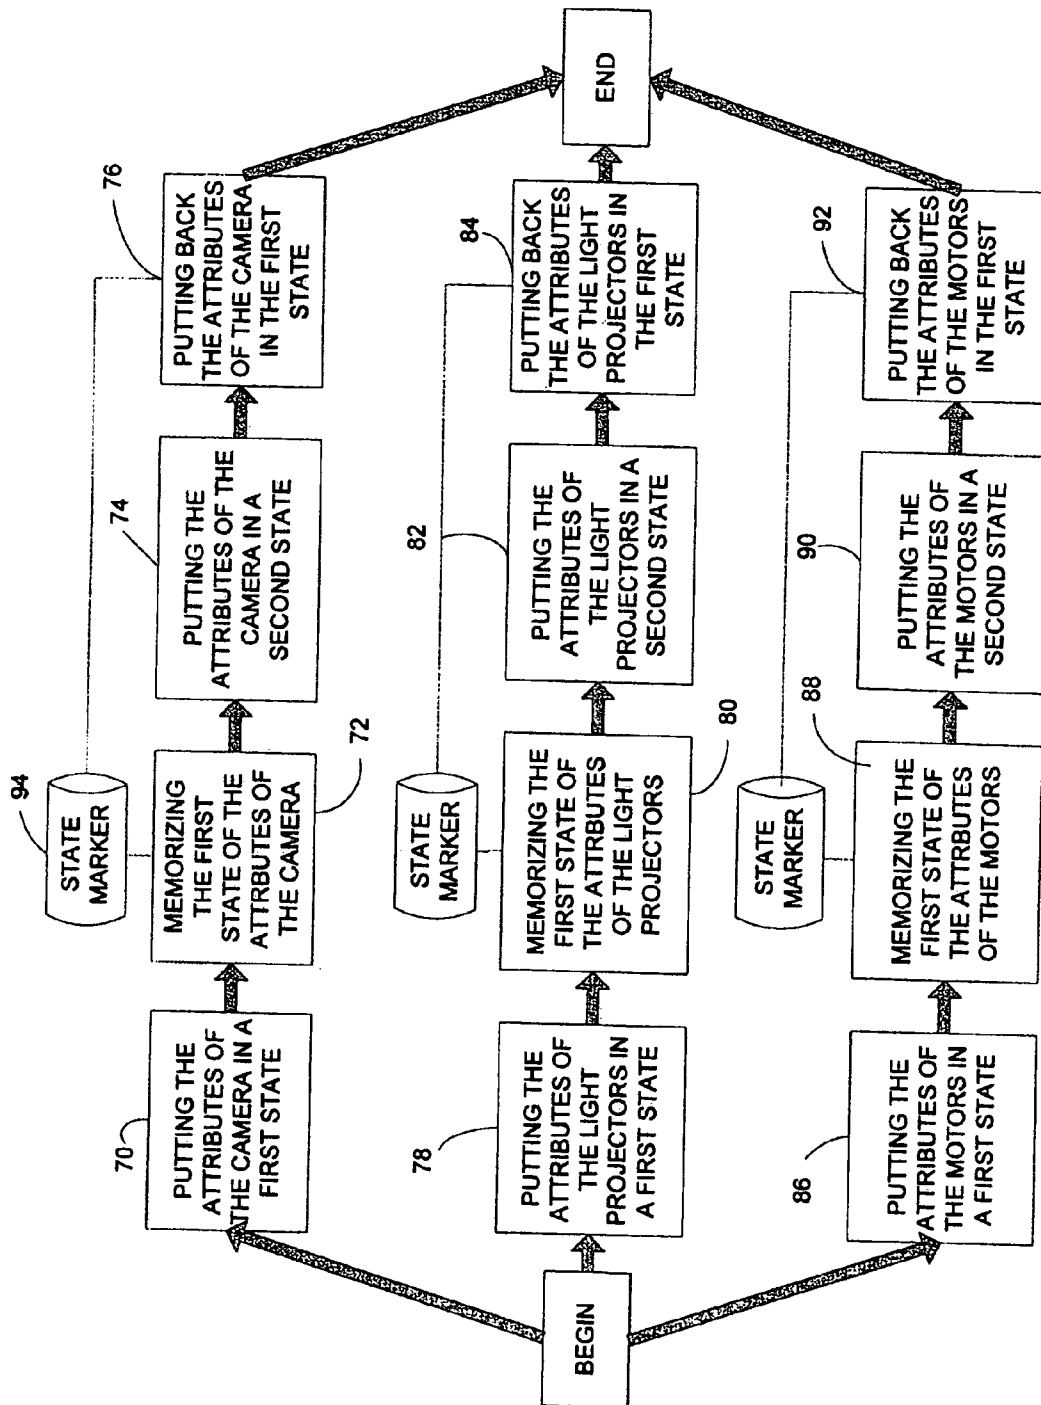 BEGIN
70
PUTTING THE
ATTRIBUTES OF
THE CAMERA IN A
FIRST STATE
94
STATE
MARKER
MEMORIZING
THE FIRST
STATE OF THE
ATTRBUTES OF
THE CAMERA
72
74
PUTTING THE
ATTRIBUTES OF THE
CAMERA IN A
SECOND STATE
76
PUTTING BACK
THE ATTRIBUTES
OF THE CAMERA
IN THE FIRST
STATE
78
PUTTING THE
ATTRIBUTES OF
THE LIGHT
PROJECTORS IN
A FIRST STATE
STATE
MARKER
MEMORIZING THE
FIRST STATE OF
THE ATTRBUTES
OF THE LIGHT
PROJECTORS
80
82
PUTTING THE
ATTRIBUTES OF
THE LIGHT
PROJECTORS IN A
SECOND STATE
84
PUTTING BACK
THE ATTRIBUTES
OF THE LIGHT
PROJECTORS IN
THE FIRST
STATE
86
PUTTING THE
ATTRIBUTES OF
THE MOTORS IN
A FIRST STATE
STATE
MARKER
88
MEMORIZING THE
FIRST STATE OF
THE ATTRIBUTES
OF THE MOTORS
90
PUTTING THE
ATTRIBUTES OF
THE MOTORS IN A
SECOND STATE
92
PUTTING BACK
THE ATTRIBUTES
OF THE MOTORS
IN THE FIRST
STATE
END